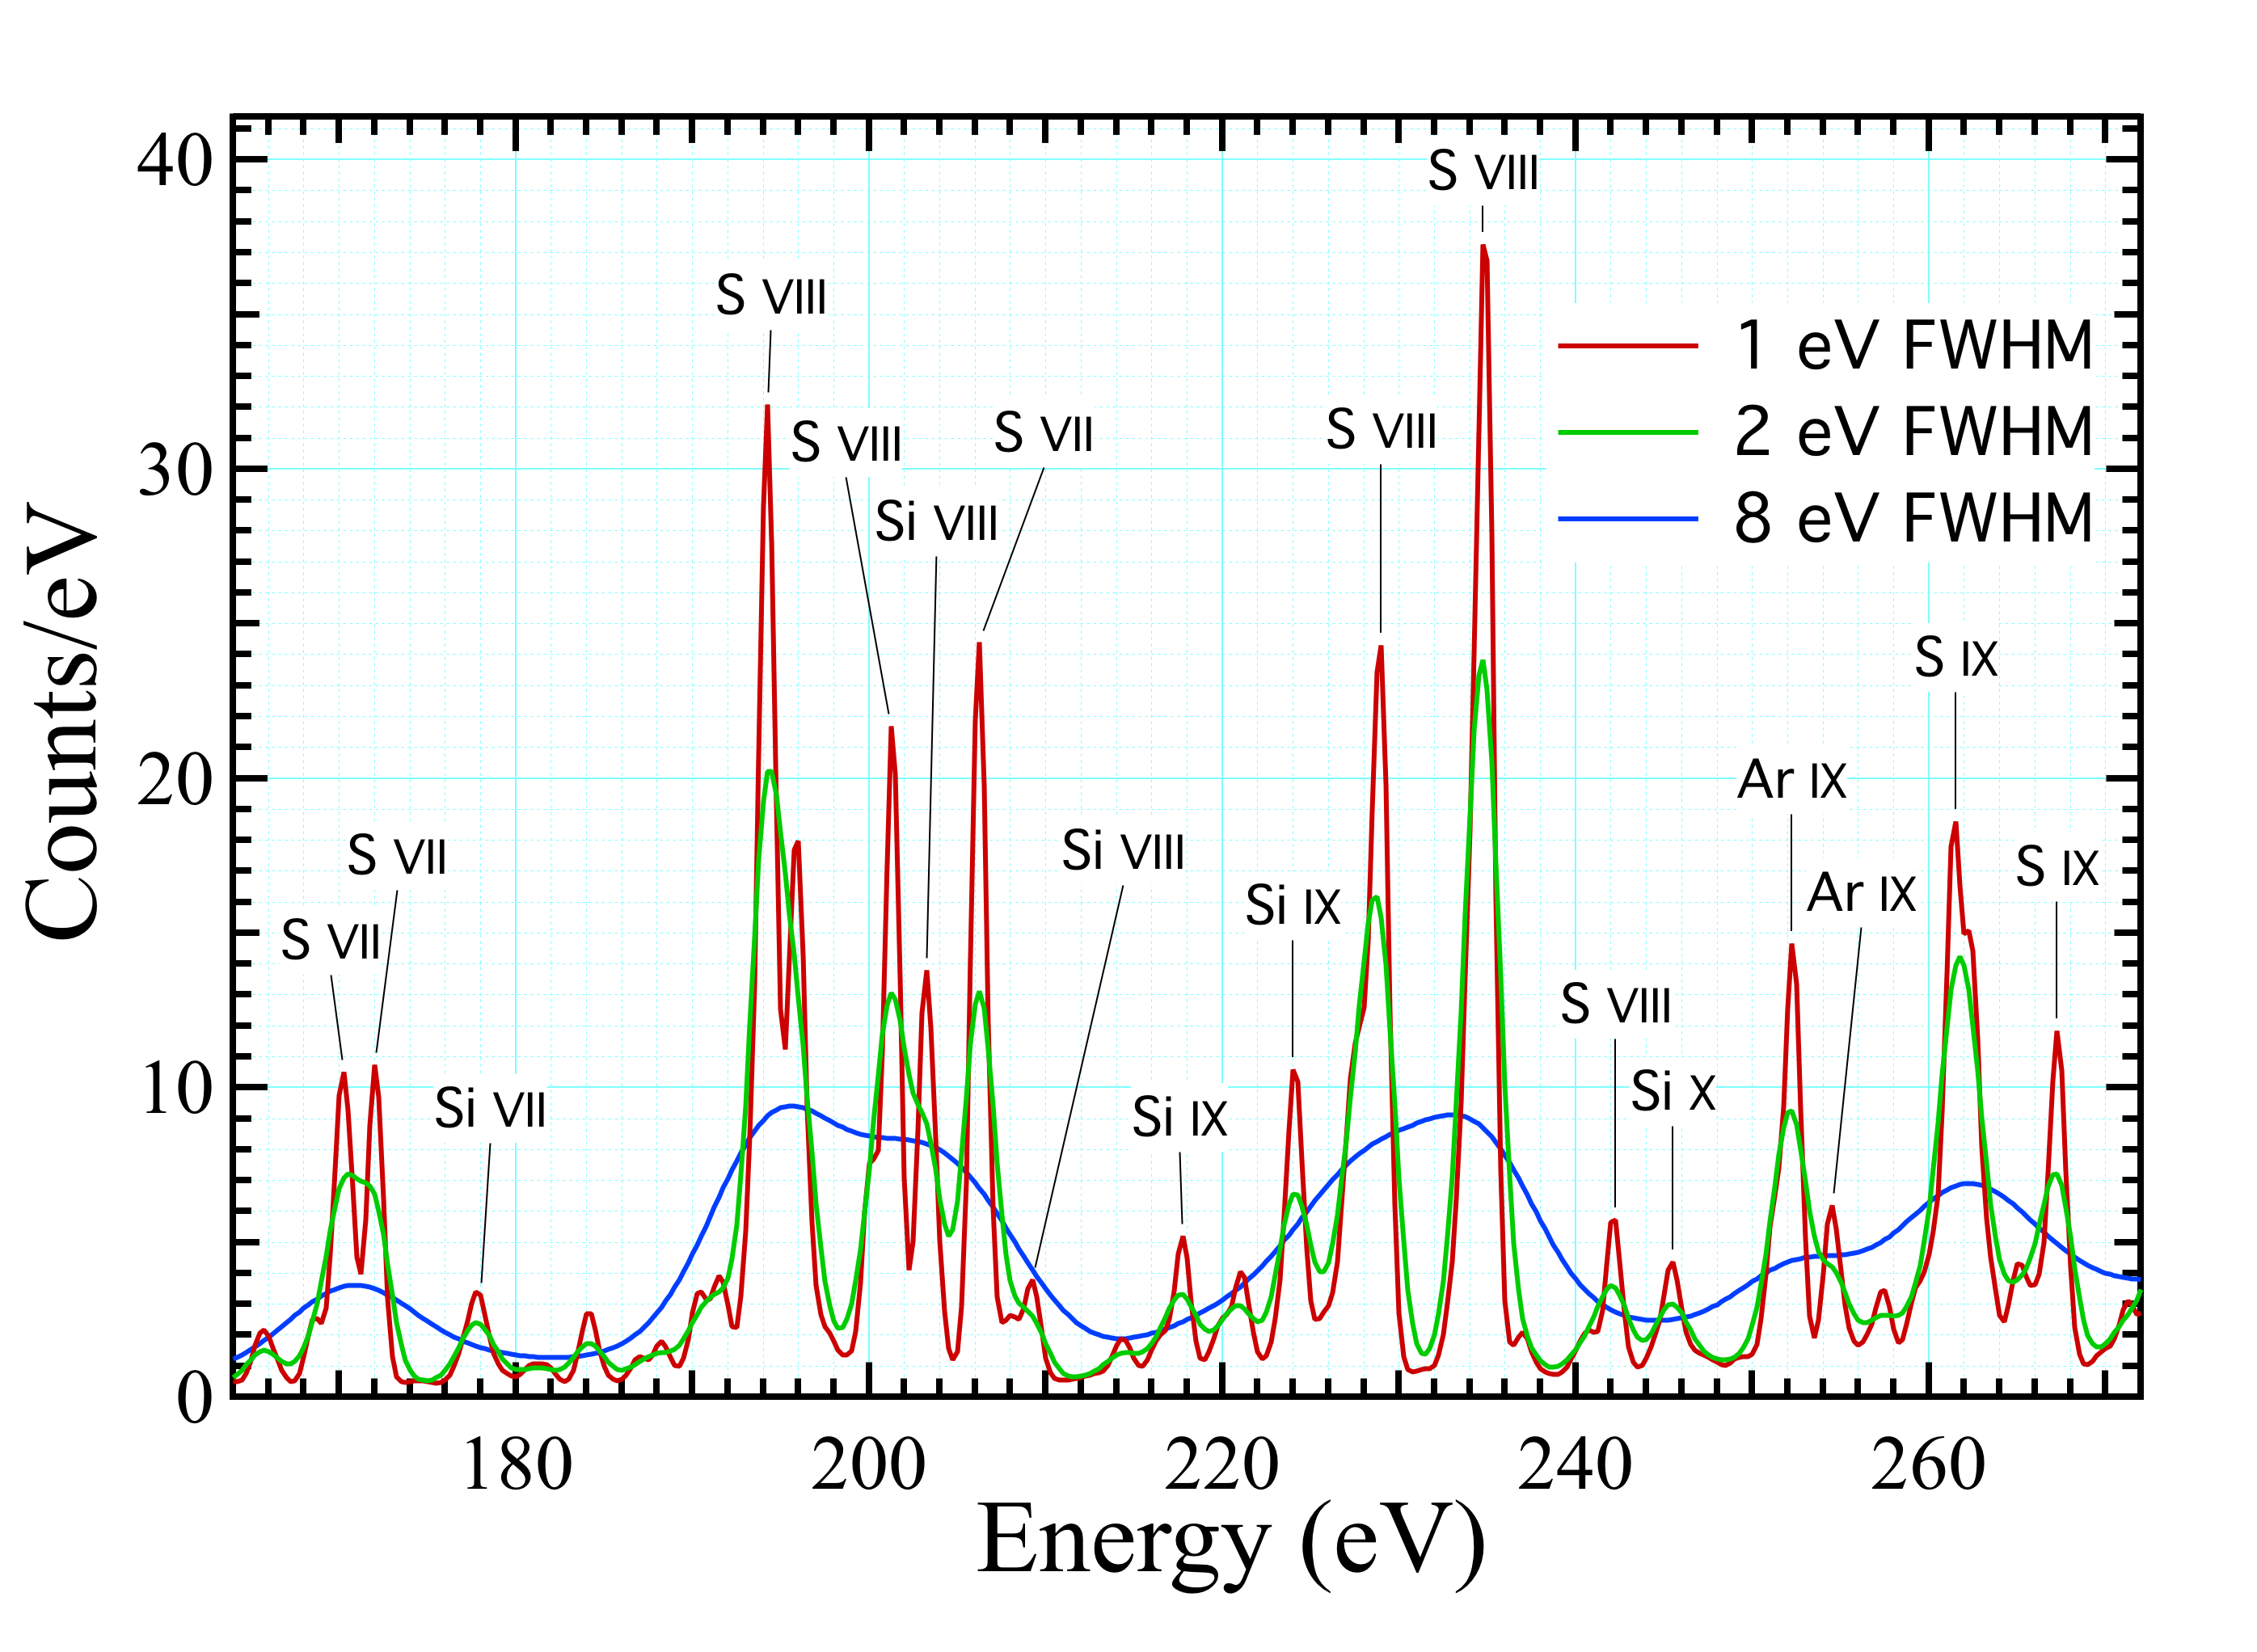 S VIII
40
S VIII
1 eV FWHM
2 eV FWHM
8 eV FWHM
S VIII
S VII
S VIII
30
Si VIII
S IX
Ar IX
20
S VII
Si VIII
S IX
Ar IX
Si IX
S VII
S VIII
Si X
Si VII
Si IX
10
0
180
200
220
240
260
Energy (eV)
Counts/eV